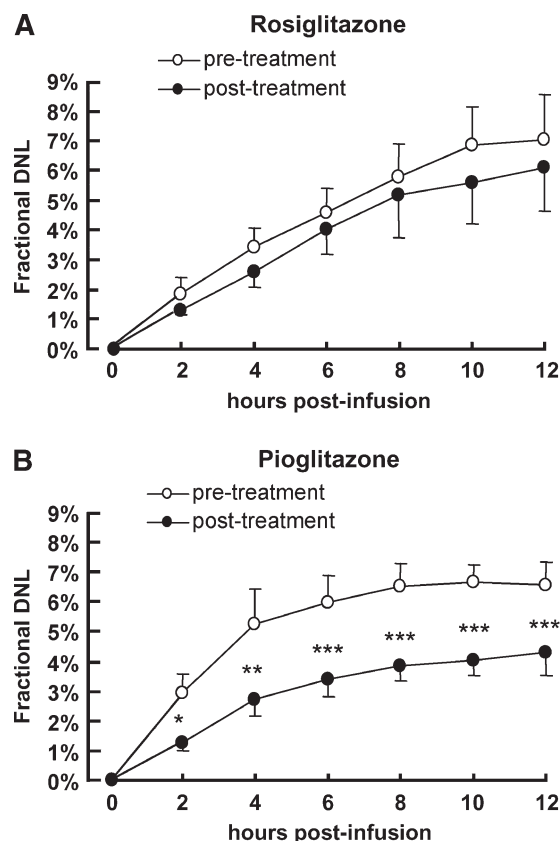 A
Rosiglitazone
pre-treatment
post-treatment
9%
8%
7%
6%
5%
4%
3%
2%
1%
0%
Fractional DNL
0 2 4 6 8 10 12
hours post-infusion
B
Pioglitazone
pre-treatment
post-treatment
9%
8%
7%
6%
5%
4%
3%
2%
1%
0%
Fractional DNL
* ** *** *** *** ***
0 2 4 6 8 10 12
hours post-infusion